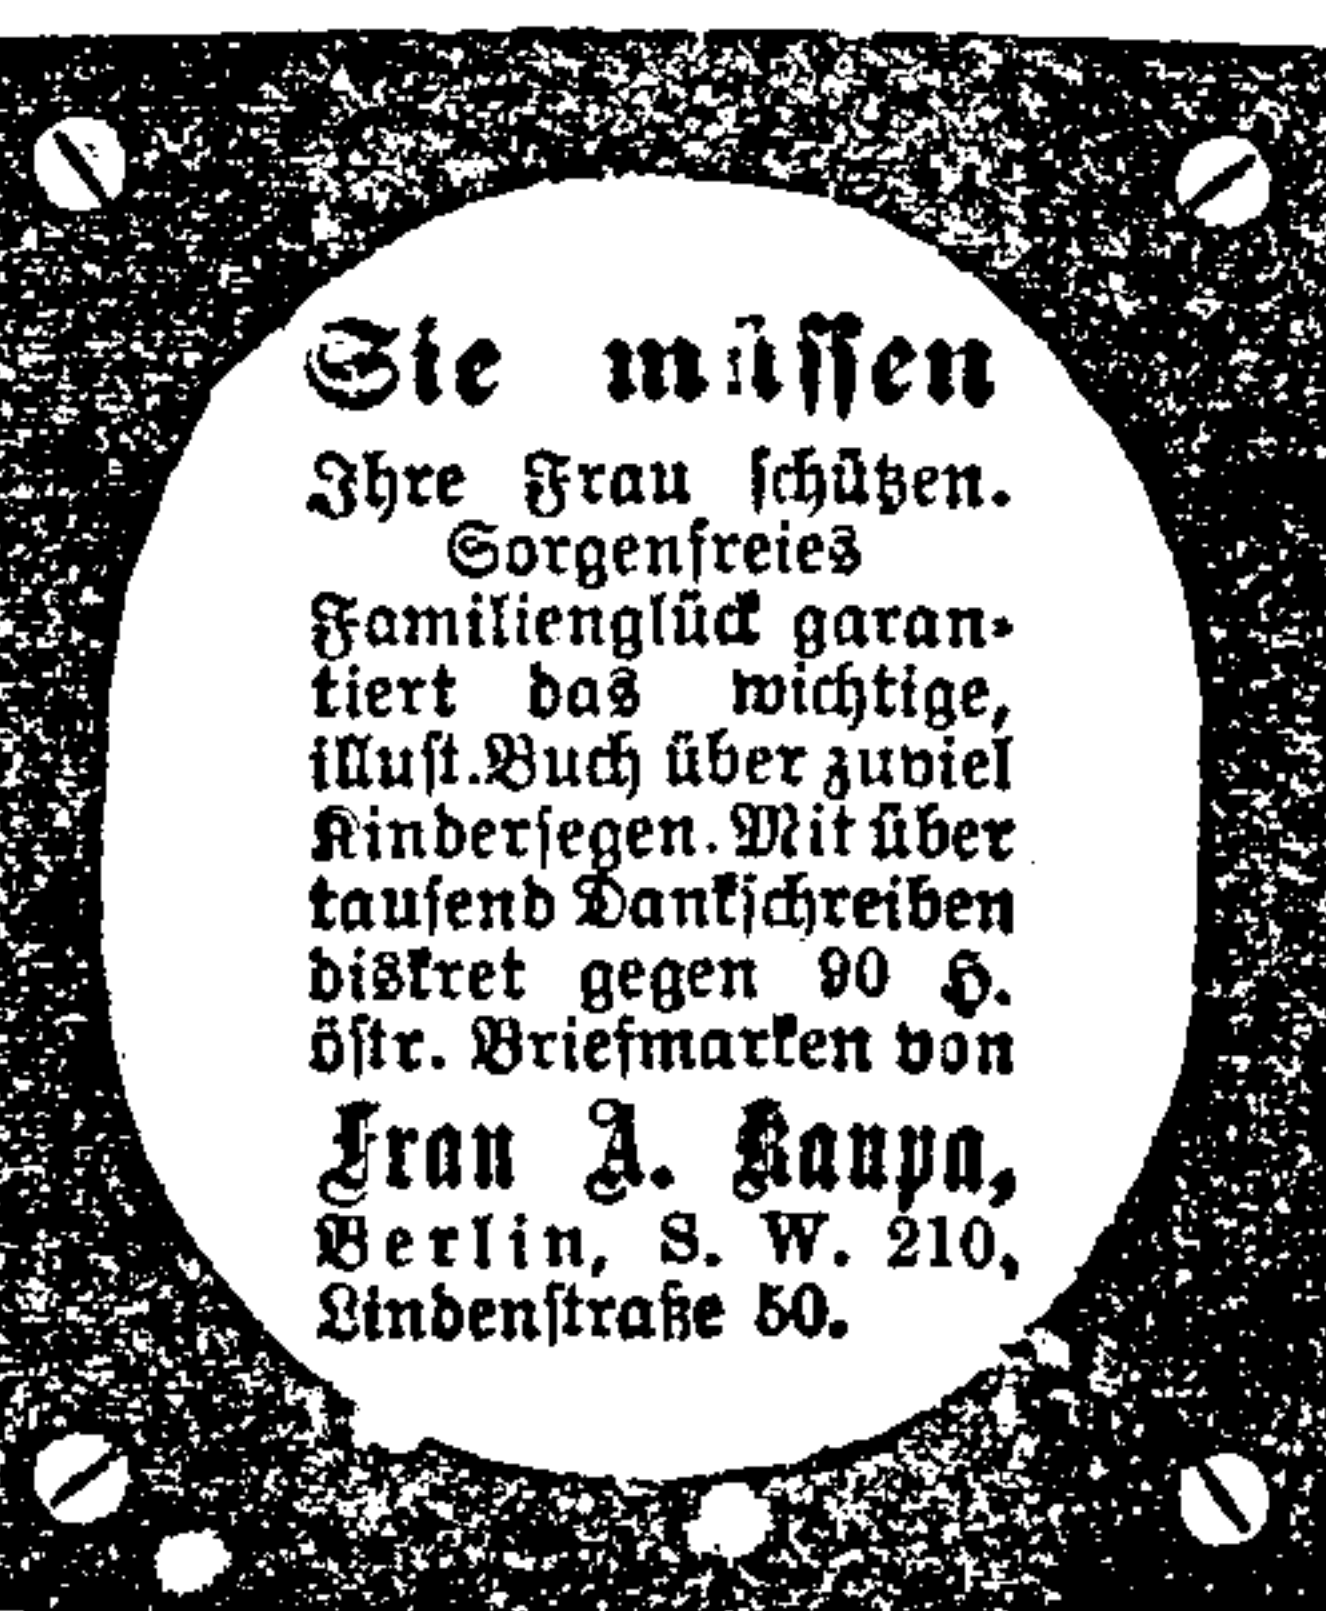 Sie müssen
Ihre Frau schützen.
Sorgenfreies
Familienglück garan-
tiert das wichtige,
illust. Buch über zuviel
Kindersegen. Mit über
tausend Dankschreiben
diskret gegen 90 H.
östr. Briefmarken von
Frau A. Kaupa,
Berlin, S. W. 210,
Lindenstraße 50.